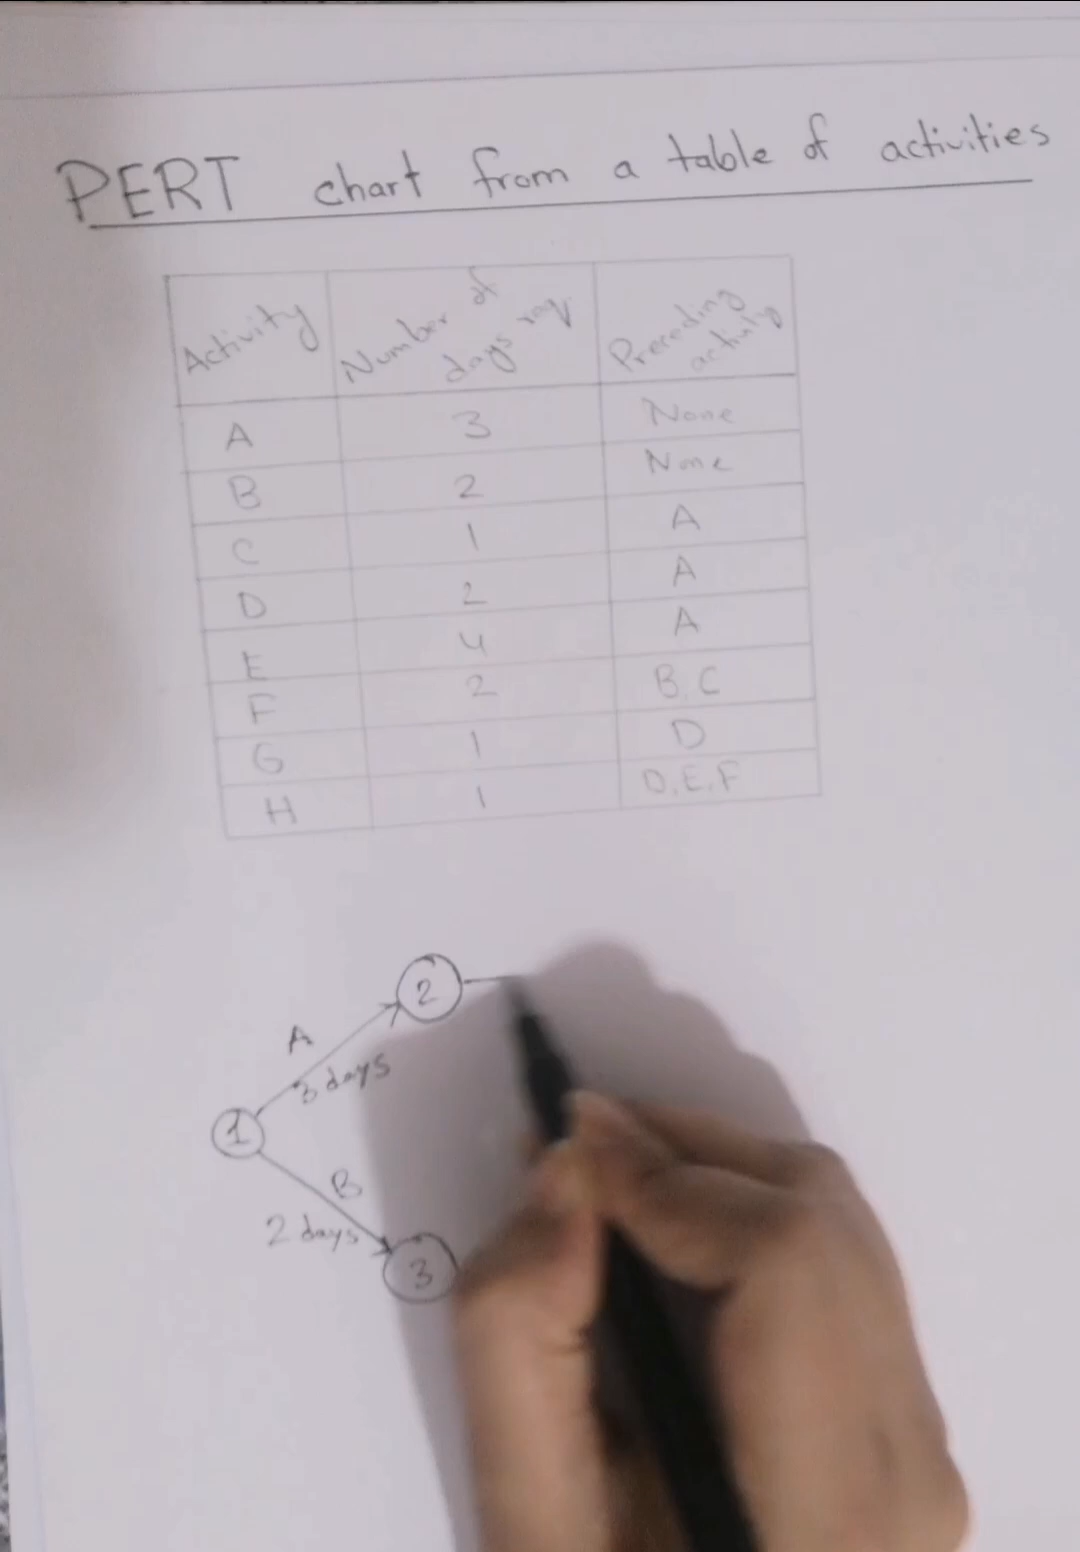 PERT chart from a table of activities
Activity Number of days req Preceding activity
A 3 None
B 2 None
C 1 A
D 2 A
E 4 A
F 2 B, C
G 1 D
H 1 D, E, F
2
A
3 days
1
B
2 days
3